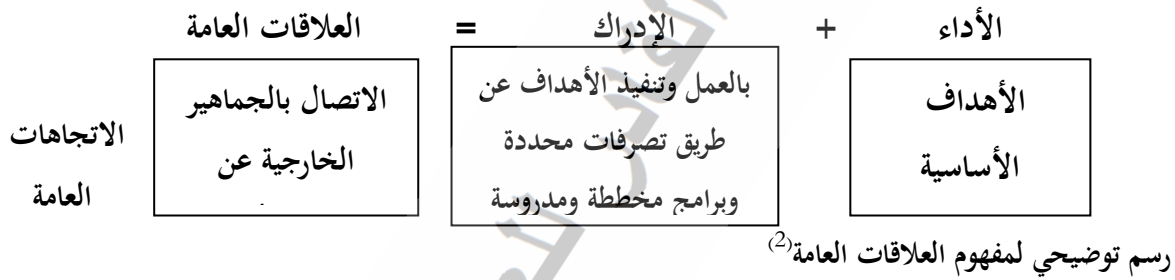 الأداء + الإدراك = العلاقات العامة
الأهداف
الأساسية
بالعمل وتنفيذ الأهداف عن
طريق تصرفات محددة
وبرامج مخططة ومدروسة
الاتصال بالجماهير
الخارجية عن
الاتجاهات
العامة
رسم توضيحي لمفهوم العلاقات العامة(2)